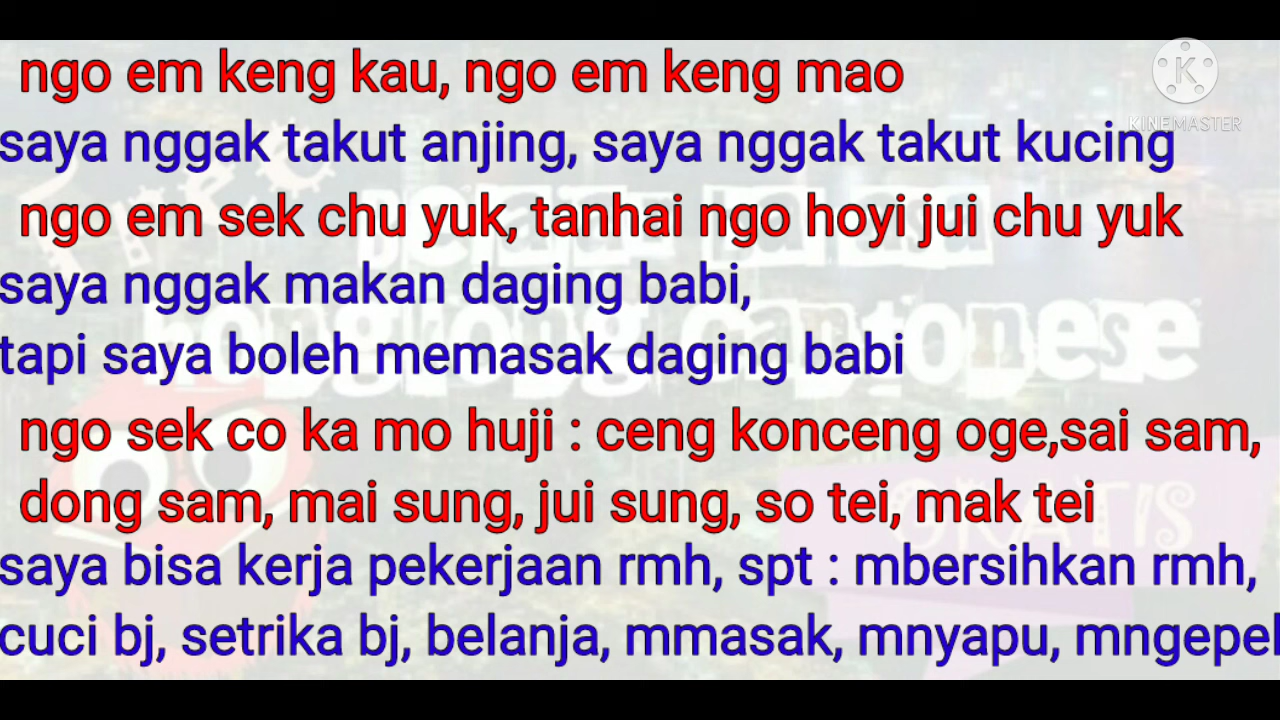 ngo em keng kau, ngo em keng mao
KINEMASTER
saya nggak takut anjing, saya nggak takut kucing
ngo em sek chu yuk, tanhai ngo hoyi jui chu yuk
saya nggak makan daging babi,
tapi saya boleh memasak daging babi
hongkong cantonese
ngo sek co ka mo huji : ceng konceng oge,sai sam,
dong sam, mai sung, jui sung, so tei, mak tei
GRATIS
saya bisa kerja pekerjaan rmh, spt : mbersihkan rmh,
cuci bj, setrika bj, belanja, mmasak, mnyapu, mngepel